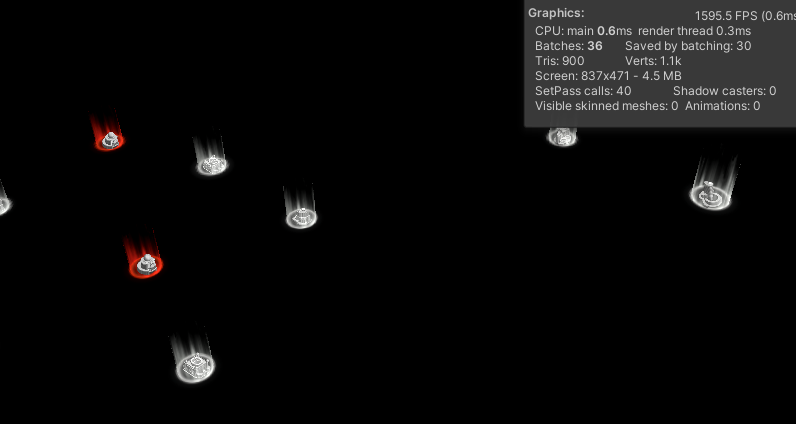 Graphics:
1595.5 FPS (0.6ms
CPU: main 0.6ms render thread 0.3ms
Batches: 36 Saved by batching: 30
Tris: 900 Verts: 1.1k
Screen: 837x471 - 4.5 MB
SetPass calls: 40 Shadow casters: 0
Visible skinned meshes: 0 Animations: 0